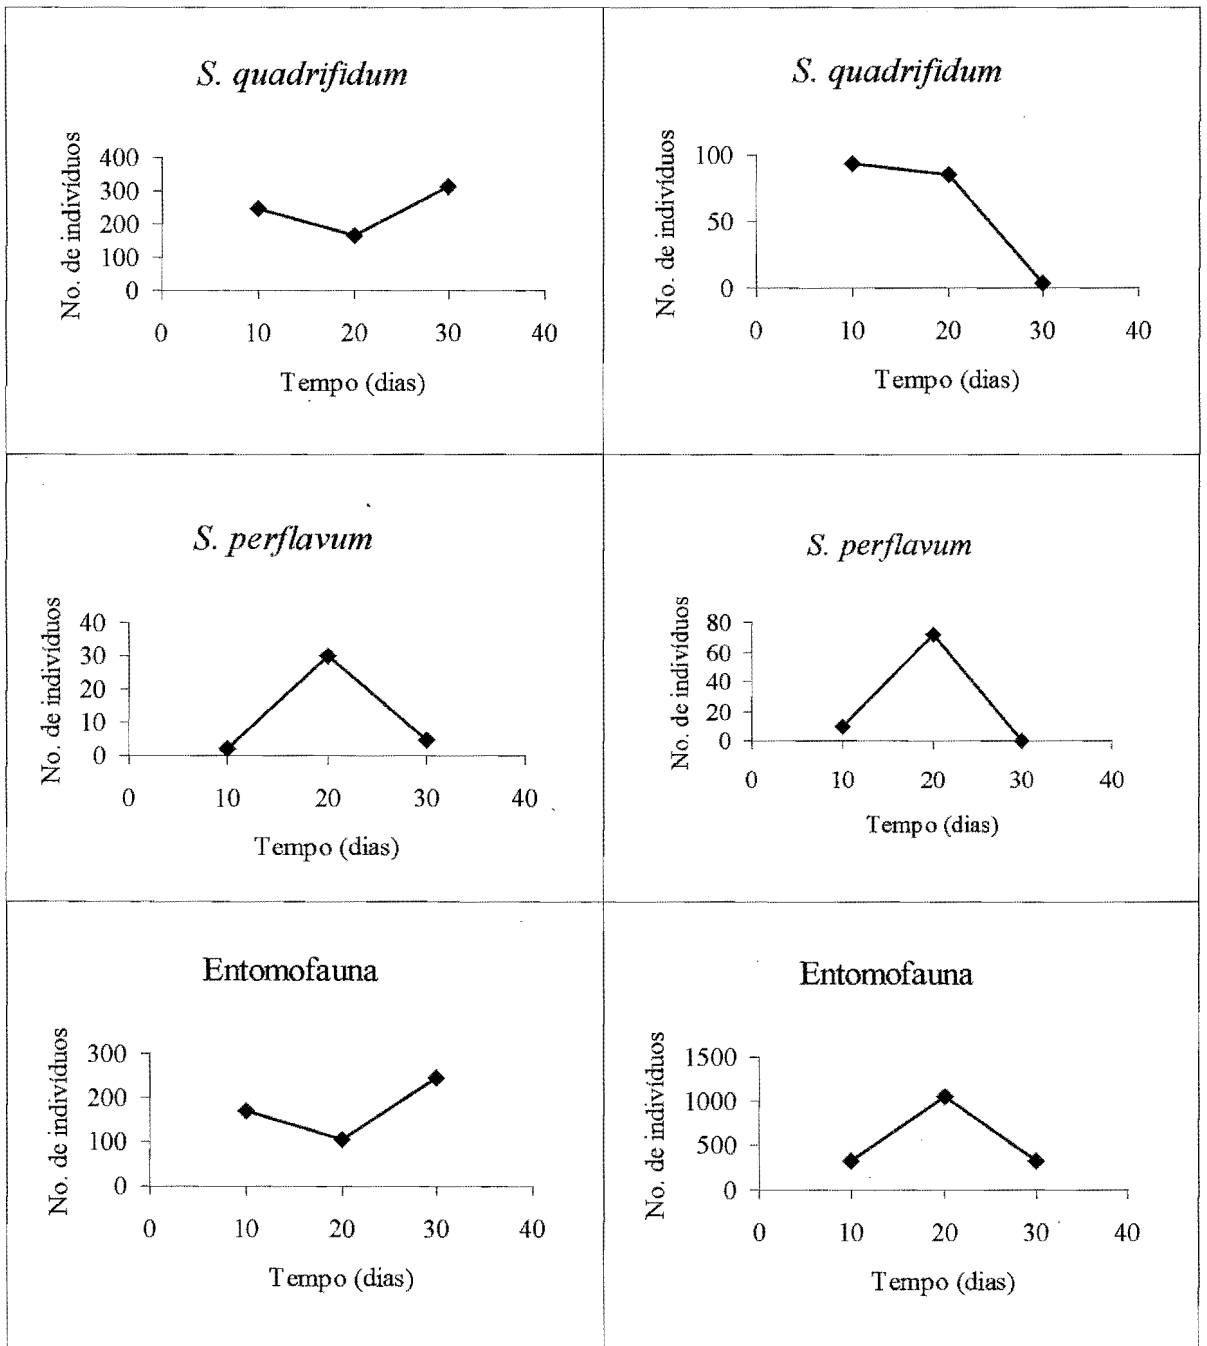 S. quadrifidum
No. de indivíduos
400
300
200
100
0
0 10 20 30 40
Tempo (dias)
S. quadrifidum
No. de indivíduos
100
50
0
0 10 20 30 40
Tempo (dias)
S. perflavum
No. de indivíduos
40
30
20
10
0
0 10 20 30 40
Tempo (dias)
S. perflavum
No. de indivíduos
80
60
40
20
0
0 10 20 30 40
Tempo (dias)
Entomofauna
No. de indivíduos
300
200
100
0
0 10 20 30 40
Tempo (dias)
Entomofauna
No. de indivíduos
1500
1000
500
0
0 10 20 30 40
Tempo (dias)